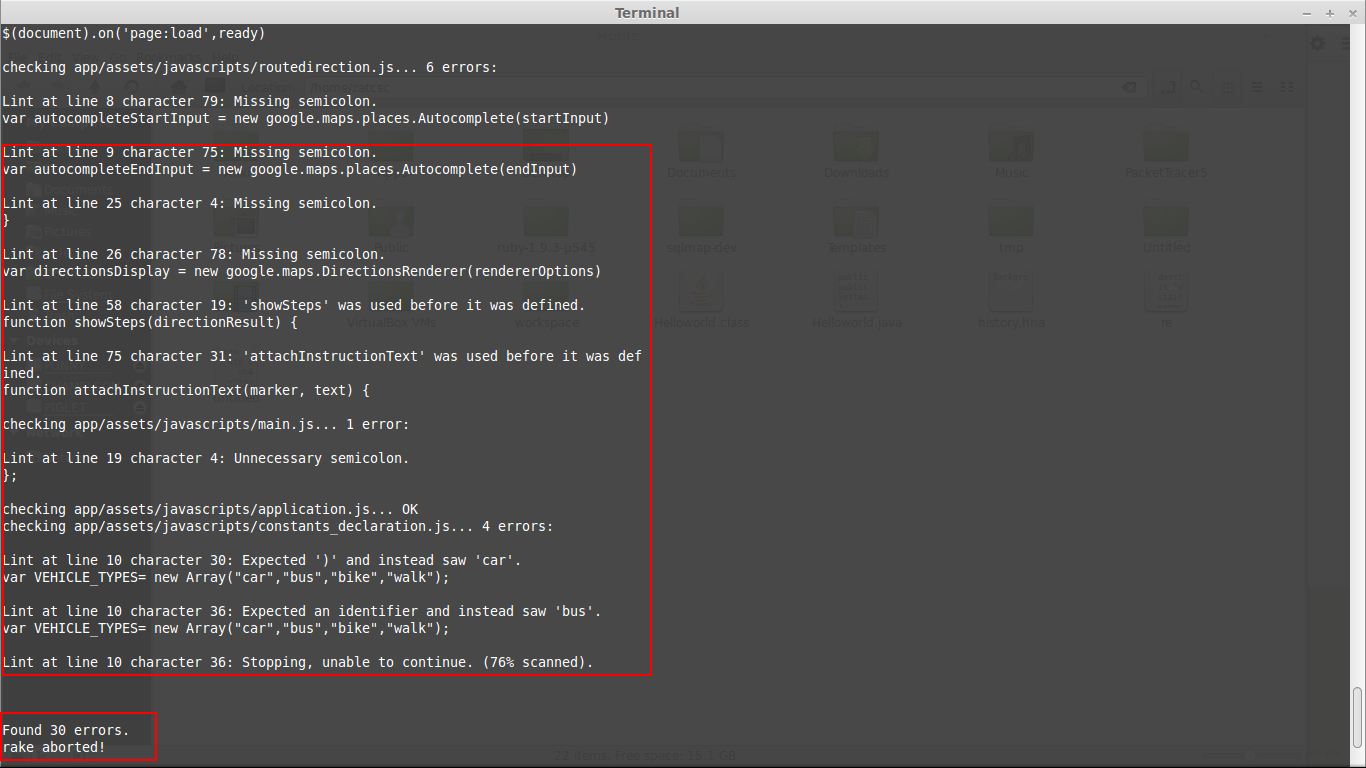 Terminal
$(document).on('page:load',ready)
checking app/assets/javascripts/routedirection.js... 6 errors:
Lint at line 8 character 79: Missing semicolon.
var autocompleteStartInput = new google.maps.places.Autocomplete(startInput)
Lint at line 9 character 75: Missing semicolon.
var autocompleteEndInput = new google.maps.places.Autocomplete(endInput)
Lint at line 25 character 4: Missing semicolon.
}
Lint at line 26 character 78: Missing semicolon.
var directionsDisplay = new google.maps.DirectionsRenderer(rendererOptions)
Lint at line 58 character 19: 'showSteps' was used before it was defined.
function showSteps(directionResult) {
Lint at line 75 character 31: 'attachInstructionText' was used before it was def
ined.
function attachInstructionText(marker, text) {
checking app/assets/javascripts/main.js... 1 error:
Lint at line 19 character 4: Unnecessary semicolon.
};
checking app/assets/javascripts/application.js... OK
checking app/assets/javascripts/constants_declaration.js... 4 errors:
Lint at line 10 character 30: Expected ')' and instead saw 'car'.
var VEHICLE_TYPES= new Array("car","bus","bike","walk");
Lint at line 10 character 36: Expected an identifier and instead saw 'bus'.
var VEHICLE_TYPES= new Array("car","bus","bike","walk");
Lint at line 10 character 36: Stopping, unable to continue. (76% scanned).
Found 30 errors.
rake aborted!
Documents
Downloads
Music
PacketTracer5
Public
ruby-1.9.3-p545
sqlmap-dev
Templates
tmp
Untitled
VirtualBox VMs
workspace
Helloworld.class
Helloworld.java
history.hna
re
Documents
Music
Pictures
Devices
Network
22 items, Free space: 15.1 GB